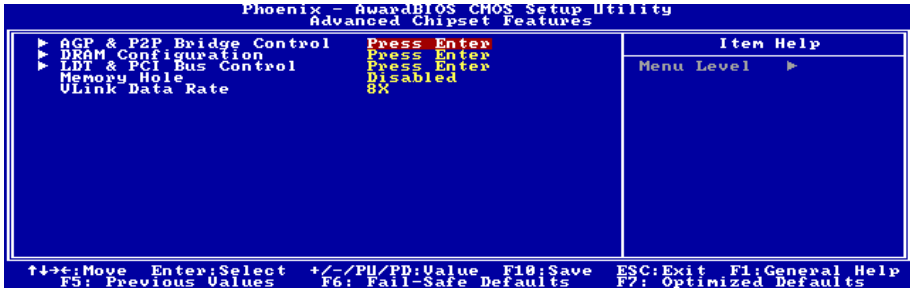 Phoenix - AwardBIOS CMOS Setup Utility
Advanced Chipset Features
► AGP & P2P Bridge Control Press Enter
► DRAM Configuration Press Enter
► LDT & PCI Bus Control Press Enter
Memory Hole Disabled
VLink Data Rate 8X
Item Help
Menu Level ►
↑↓→←:Move Enter:Select +/-/PU/PD:Value F10:Save ESC:Exit F1:General Help
F5: Previous Values F6: Fail-Safe Defaults F7: Optimized Defaults